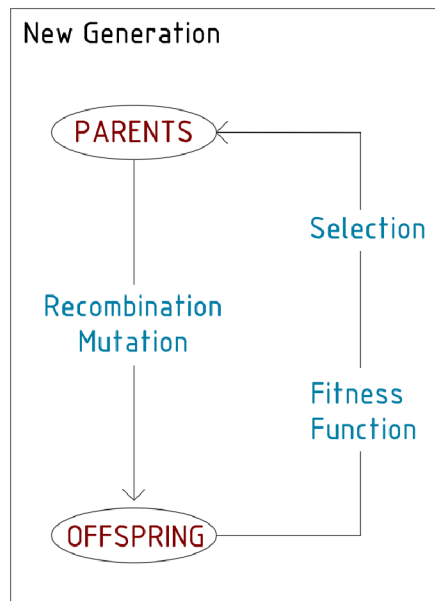 New Generation
PARENTS
Selection
Recombination
Mutation
Fitness
Function
OFFSPRING